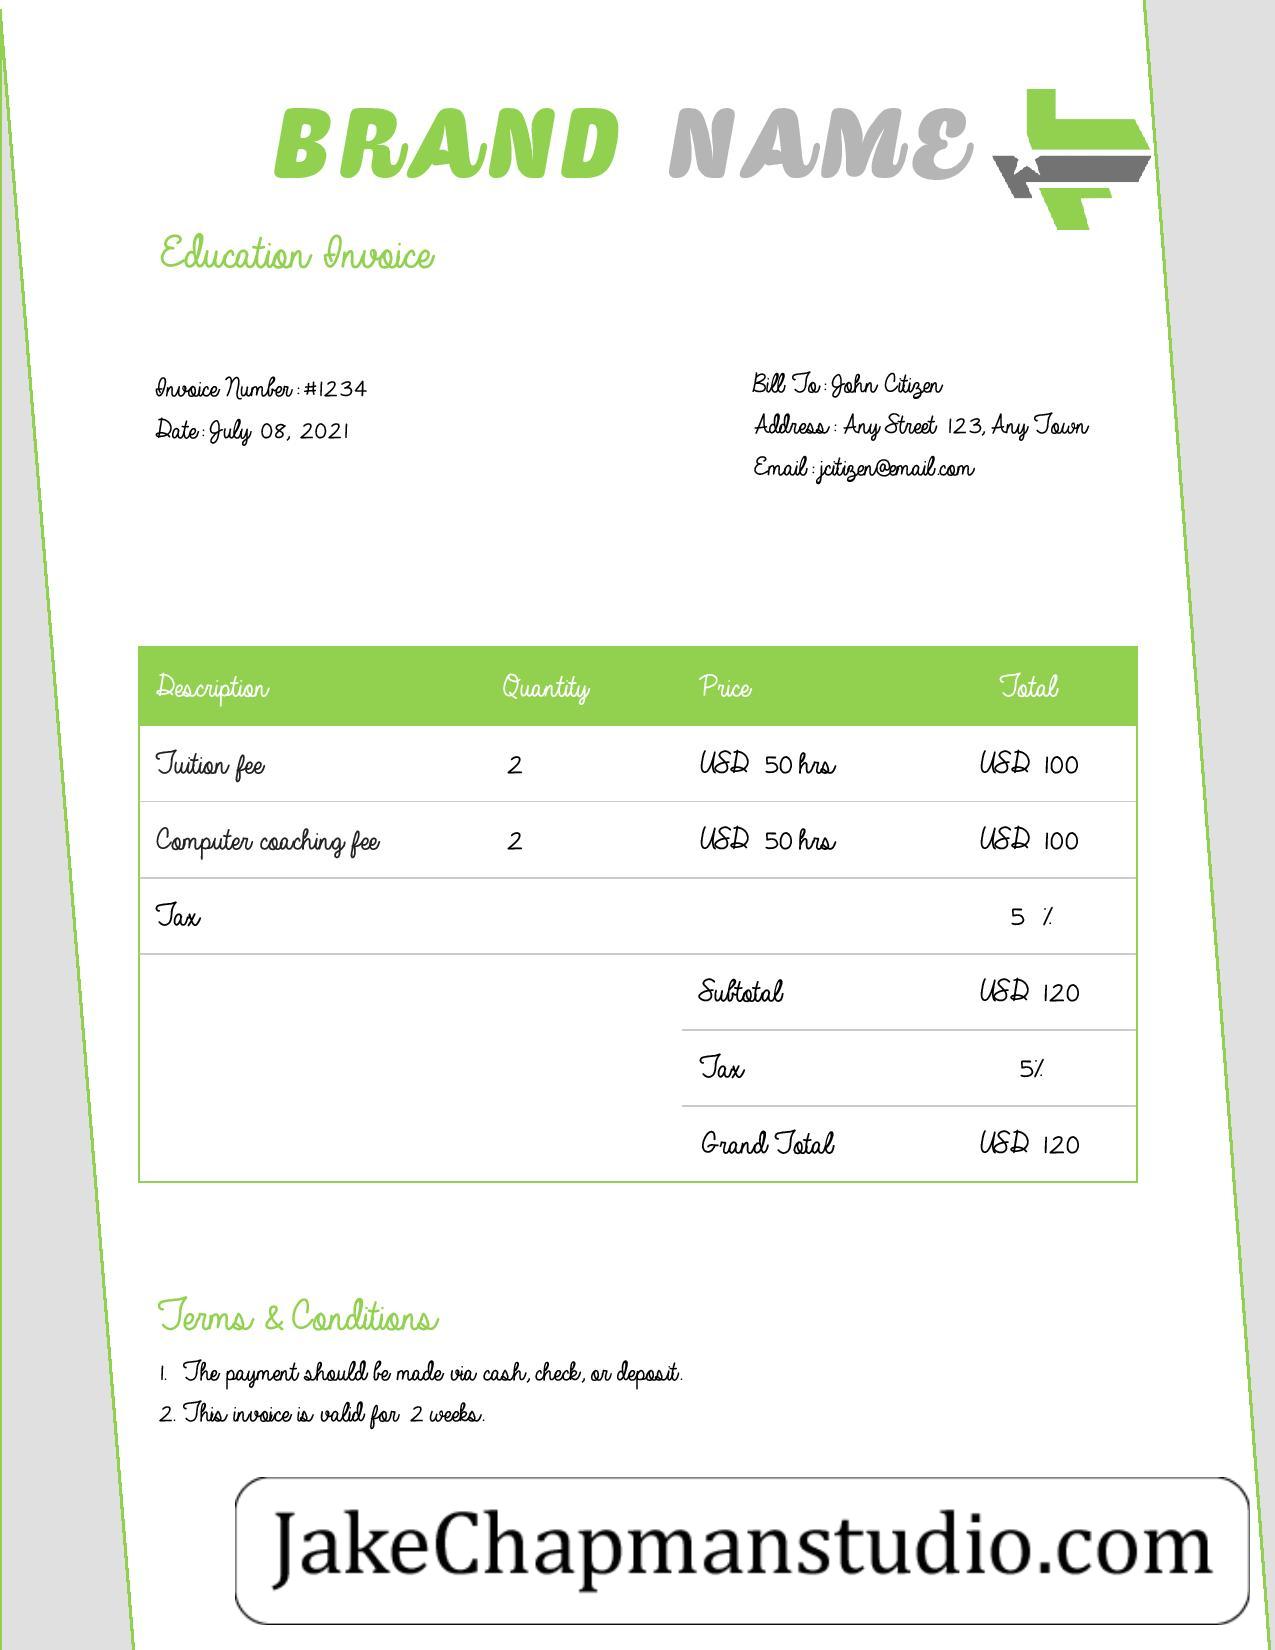 BRAND NAME
Education Invoice
Invoice Number : #1234
Date : July 08, 2021
Bill To : John Citizen
Address : Any Street 123, Any Town
Email : jcitizen@email.com
Description Quantity Price Total
Tuition fee 2 USD 50 hrs USD 100
Computer coaching fee 2 USD 50 hrs USD 100
Tax 5 %
Subtotal USD 120
Tax 5%
Grand Total USD 120
Terms & Conditions
1. The payment should be made via cash, check, or deposit.
2. This invoice is valid for 2 weeks.
JakeChapmanstudio.com